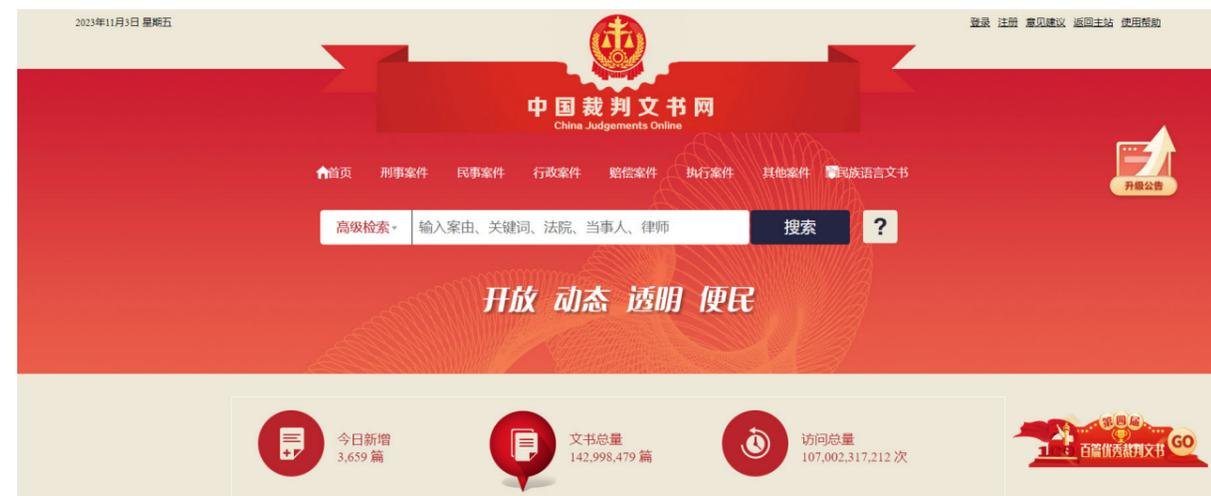 2023年11月3日 星期五
登录 注册 意见建议 返回主站 使用帮助
中国裁判文书网
China Judgements Online
首页 刑事案件 民事案件 行政案件 赔偿案件 执行案件 其他案件 民族语言文书
升级公告
高级检索 输入案由、关键词、法院、当事人、律师 搜索 ?
开放 动态 透明 便民
今日新增
3,659 篇
文书总量
142,998,479 篇
访问总量
107,002,317,212 次
第四届
百篇优秀裁判文书 GO